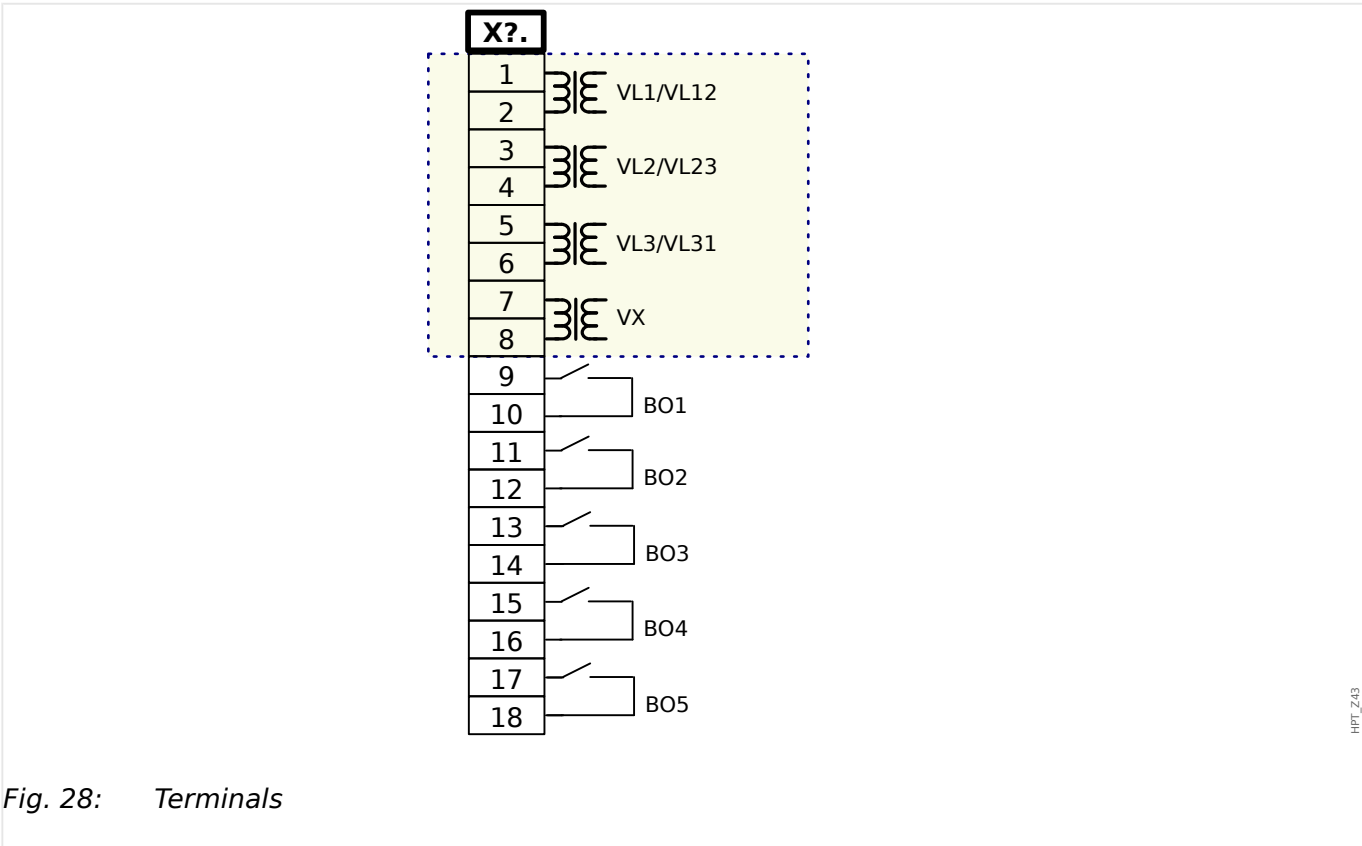 X?.
1
VL1/VL12
2
3
VL2/VL23
4
5
VL3/VL31
6
7
VX
8
9
BO1
10
11
BO2
12
13
BO3
14
15
BO4
16
17
BO5
18
HPT_Z43
Fig. 28: Terminals